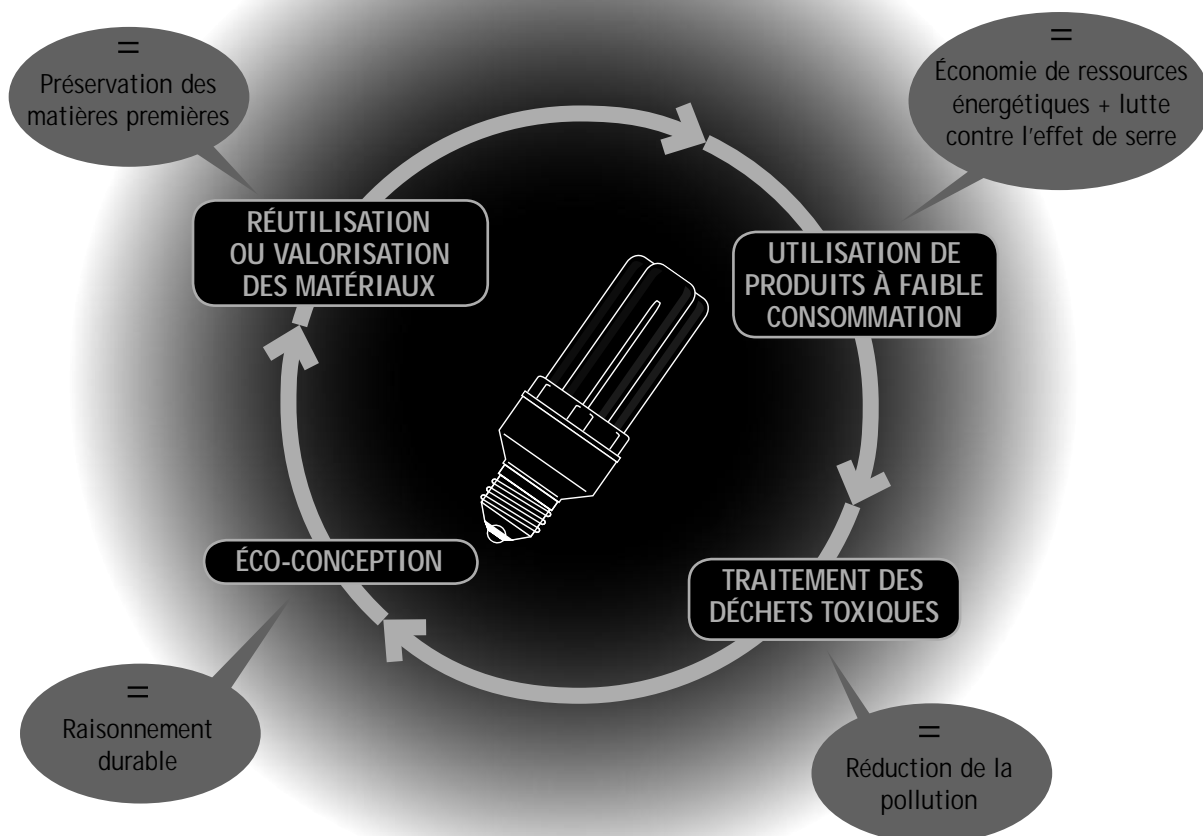 =
Préservation des
matières premières
=
Économie de ressources
énergétiques + lutte
contre l'effet de serre
RÉUTILISATION
OU VALORISATION
DES MATÉRIAUX
UTILISATION DE
PRODUITS À FAIBLE
CONSOMMATION
ÉCO-CONCEPTION
TRAITEMENT DES
DÉCHETS TOXIQUES
=
Raisonnement
durable
=
Réduction de la
pollution